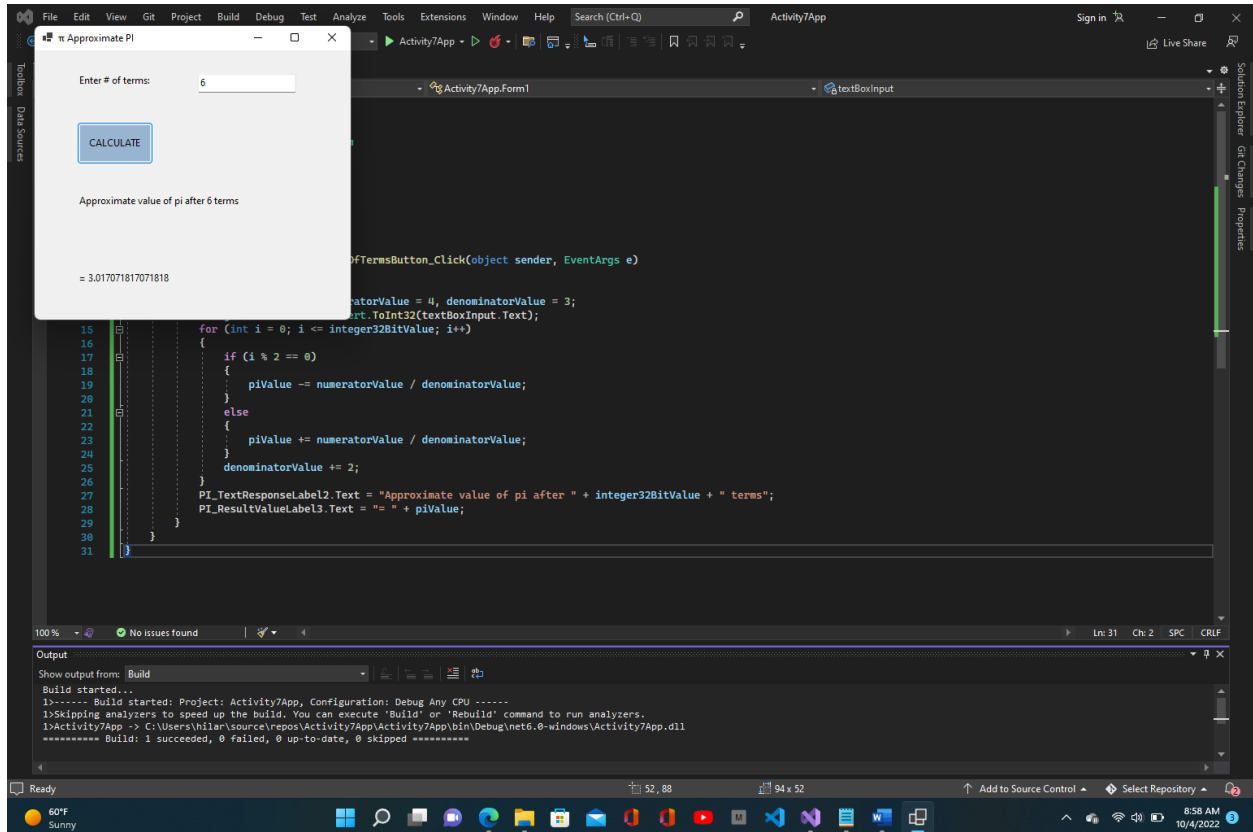 File Edit View Git Project Build Debug Test Analyze Tools Extensions Window Help Search (Ctrl+Q) Activity7App Sign in
π Approximate PI
Activity7App
Live Share
Enter # of terms: 6
CALCULATE
Approximate value of pi after 6 terms
= 3.017071817071818
Toolbox
Data Sources
Activity7App.Form1 textBoxInput
Solution Explorer
Git Changes
Properties
OfTermsButton_Click(object sender, EventArgs e)
ratorValue = 4, denominatorValue = 3;
ert.ToInt32(textBoxInput.Text);
15 for (int i = 0; i <= integer32BitValue; i++)
16 {
17 if (i % 2 == 0)
18 {
19 piValue -= numeratorValue / denominatorValue;
20 }
21 else
22 {
23 piValue += numeratorValue / denominatorValue;
24 }
25 denominatorValue += 2;
26 }
27 PI_TextResponseLabel2.Text = "Approximate value of pi after " + integer32BitValue + " terms";
28 PI_ResultValueLabel3.Text = "= " + piValue;
29 }
30 }
31 }
100 % No issues found Ln: 31 Ch: 2 SPC CRLF
Output
Show output from: Build
Build started...
1>------ Build started: Project: Activity7App, Configuration: Debug Any CPU ------
1>Skipping analyzers to speed up the build. You can execute 'Build' or 'Rebuild' command to run analyzers.
1>Activity7App -> C:\Users\hilar\source\repos\Activity7App\Activity7App\bin\Debug\net6.0-windows\Activity7App.dll
========== Build: 1 succeeded, 0 failed, 0 up-to-date, 0 skipped ==========
Ready 52 , 88 94 x 52 Add to Source Control Select Repository 2
60°F
Sunny
8:58 AM
10/4/2022
3